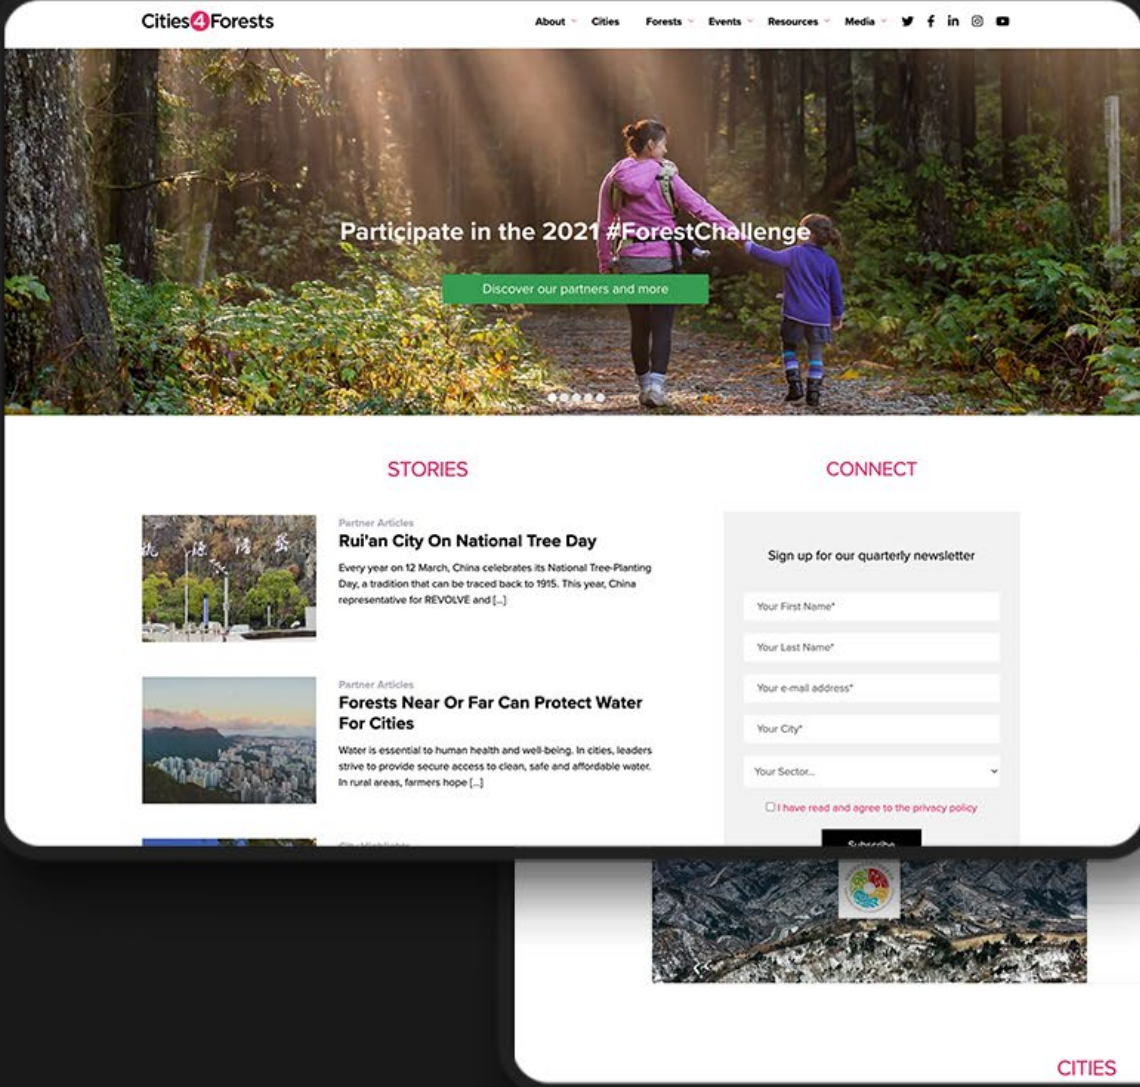 Cities4Forests
About Cities Forests Events Resources Media
Participate in the 2021 #ForestChallenge
Discover our partners and more
STORIES
Partner Articles
Rui'an City On National Tree Day
Every year on 12 March, China celebrates its National Tree-Planting
Day, a tradition that can be traced back to 1915. This year, China
representative for REVOLVE and [...]
Partner Articles
Forests Near Or Far Can Protect Water
For Cities
Water is essential to human health and well-being. In cities, leaders
strive to provide secure access to clean, safe and affordable water.
In rural areas, farmers hope [...]
City Highlights
CONNECT
Sign up for our quarterly newsletter
Your First Name*
Your Last Name*
Your e-mail address*
Your City*
Your Sector...
I have read and agree to the privacy policy
Subscribe
CITIES